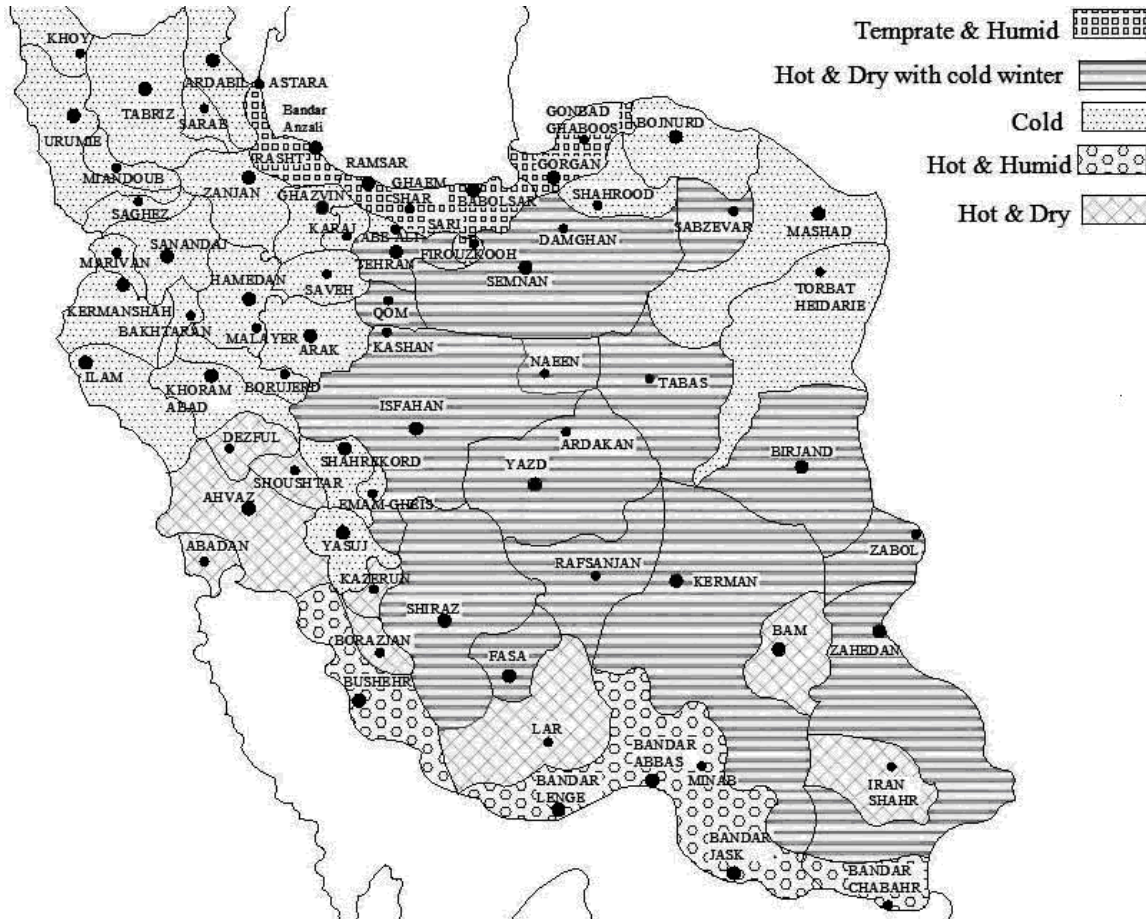 Temprate & Humid
Hot & Dry with cold winter
Cold
Hot & Humid
Hot & Dry
KHOY
ARDABIL
ASTARA
TABRIZ
SARAB
Bandar
Anzali
URUMIE
RASHT
GONBAD
GHABOOS
BOJNURD
MIANDOUB
RAMSAR
GORGAN
ZANJAN
GHAZVIN
GHAEM
SHAR
BABOLSAR
SHAHROOD
SAGHEZ
KARAJ
ABE ALI
SARI
SABZEVAR
MASHAD
SANANDAJ
MARIVAN
TEHRAN
FIROUZKOOH
DAMGHAN
HAMEDAN
SAVEH
SEMNAN
TORBAT
HEIDARIE
KERMANSHAH
BAKHTARAN
QOM
MALAYER
ARAK
KASHAN
NAEEN
ILAM
KHORAM
ABAD
BORUJERD
TABAS
ISFAHAN
DEZFUL
ARDAKAN
SHAHREKORD
YAZD
BIRJAND
SHOUSHTAR
AHVAZ
EMAM-GHEIS
ABADAN
YASUJ
ZABOL
KAZERUN
RAFSANJAN
KERMAN
SHIRAZ
BAM
BORAZJAN
FASA
ZAHEDAN
BUSHEHR
LAR
BANDAR
ABBAS
MINAB
BANDAR
LENGE
IRAN
SHAHR
BANDAR
JASK
BANDAR
CHABAHR